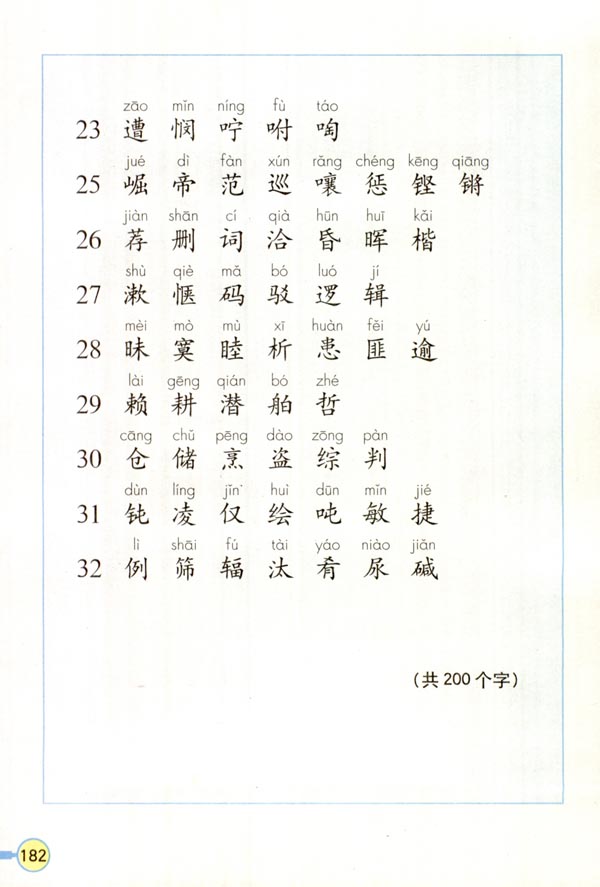 zāo mǐn níng fù táo
23 遭 悯 咛 咐 啕
jué dì fàn xún rǎng chéng kēng qiāng
25 崛 帝 范 巡 嚷 惩 铿 锵
jiàn shān cí qià hūn huī kǎi
26 荐 删 词 洽 昏 晖 楷
shù qiè mǎ bó luó jí
27 漱 惬 码 驳 逻 辑
mèi mò mù xī huàn fěi yú
28 昧 寞 睦 析 患 匪 逾
lài gēng qián bó zhé
29 赖 耕 潜 舶 哲
cāng chǔ pēng dào zōng pàn
30 仓 储 烹 盗 综 判
dùn líng jǐn huì dūn mǐn jié
31 钝 凌 仅 绘 吨 敏 捷
lì shāi fú tài yáo niào jiǎn
32 例 筛 辐 汰 肴 尿 碱
(共 200 个字)
182